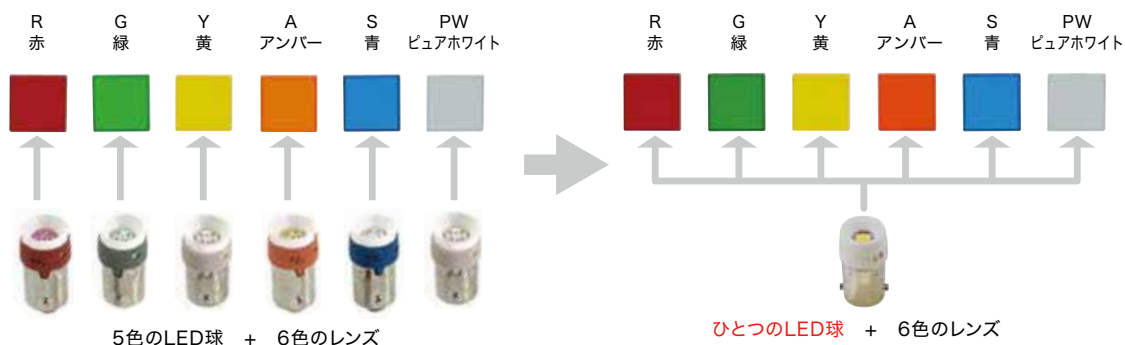 R G Y A S PW
赤 緑 黄 アンバー 青 ピュアホワイト
R G Y A S PW
赤 緑 黄 アンバー 青 ピュアホワイト
5色のLED球 + 6色のレンズ
ひとつのLED球 + 6色のレンズ